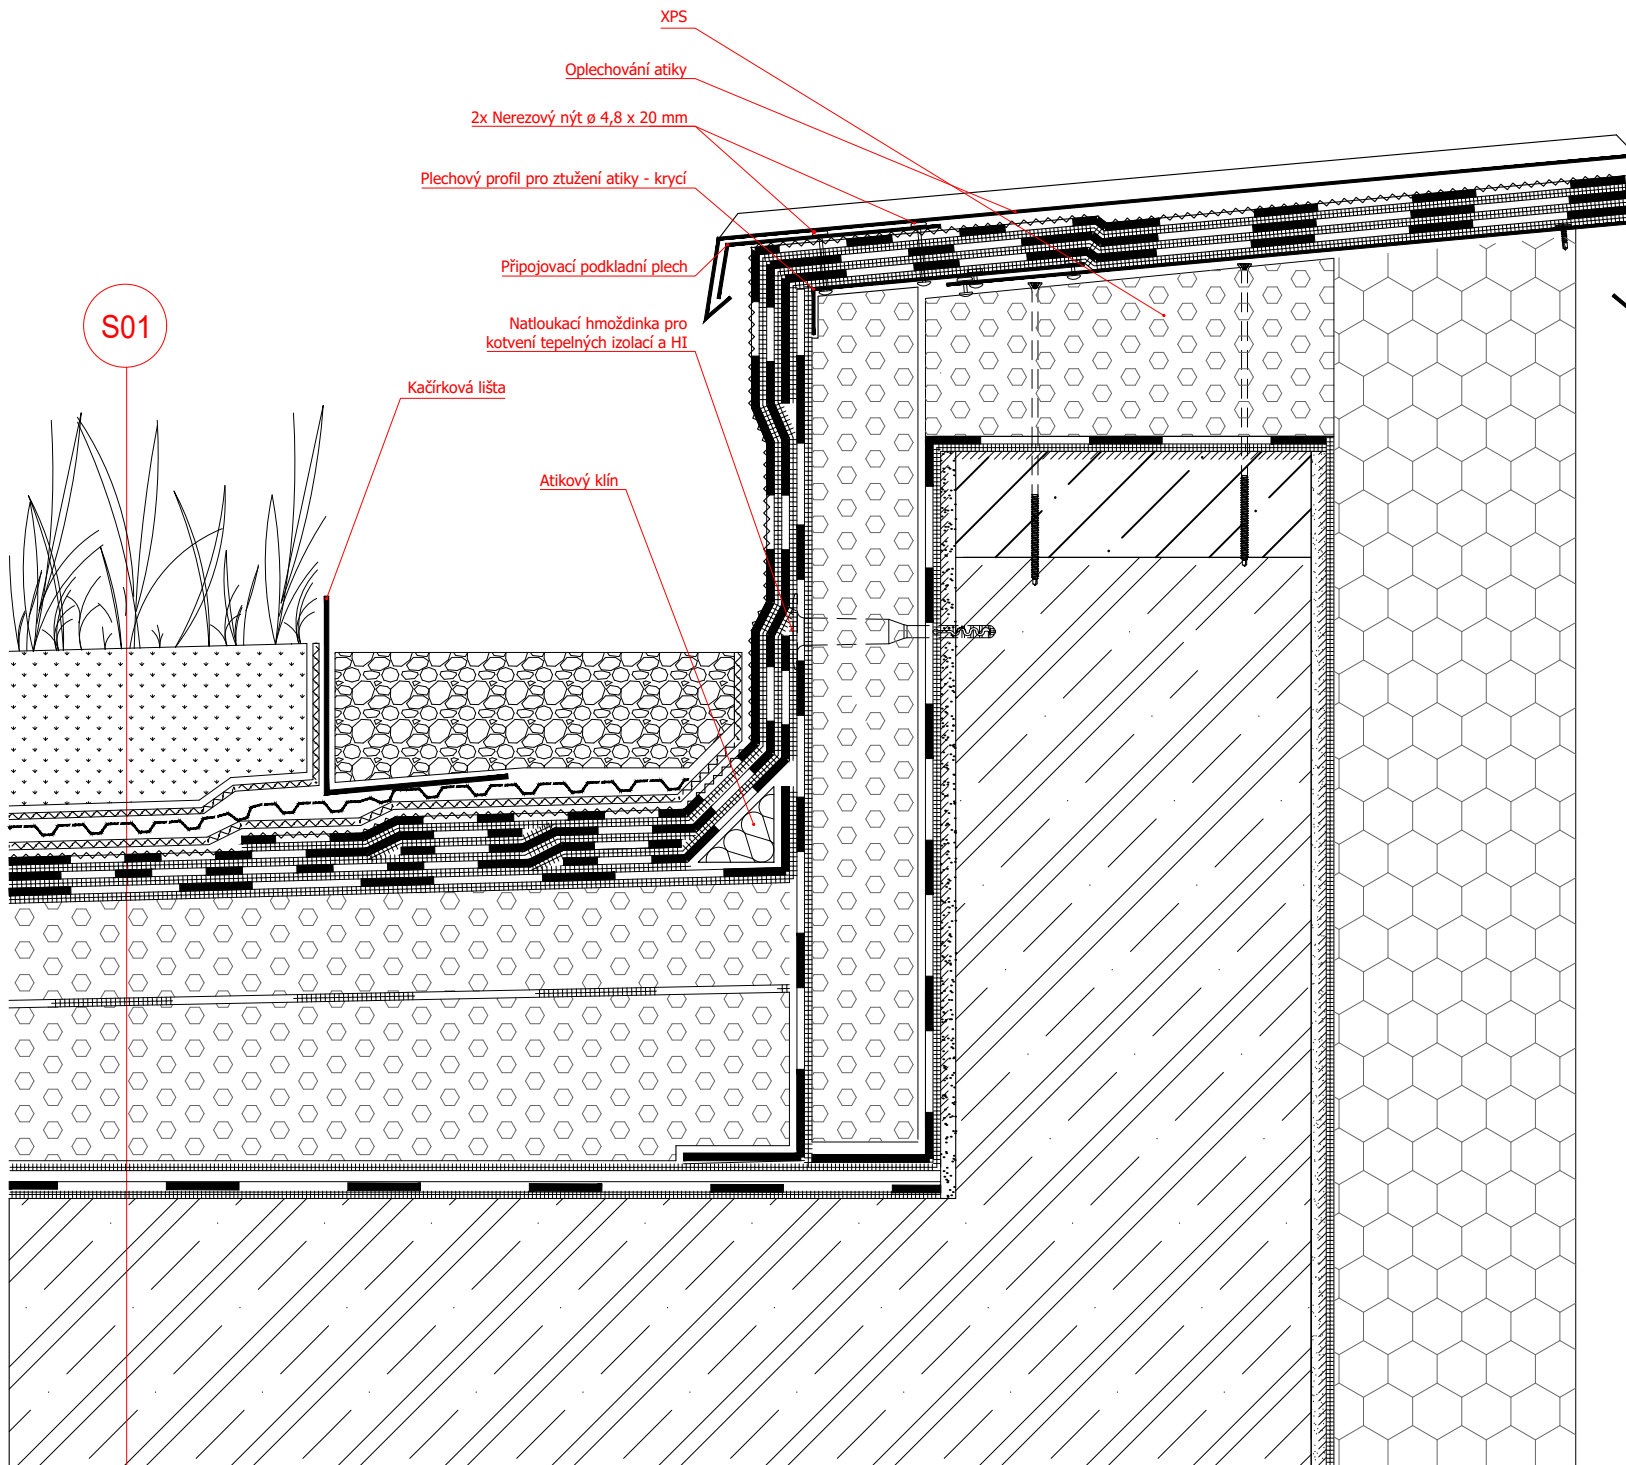 XPS
Oplechování atiky
2x Nerezový nýt ø 4,8 x 20 mm
Plechový profil pro ztužení atiky - krycí
Připojovací podkladní plech
Natloukací hmoždinka pro
kotvení tepelných izolací a HI
S01
Kačírková lišta
Atikový klín